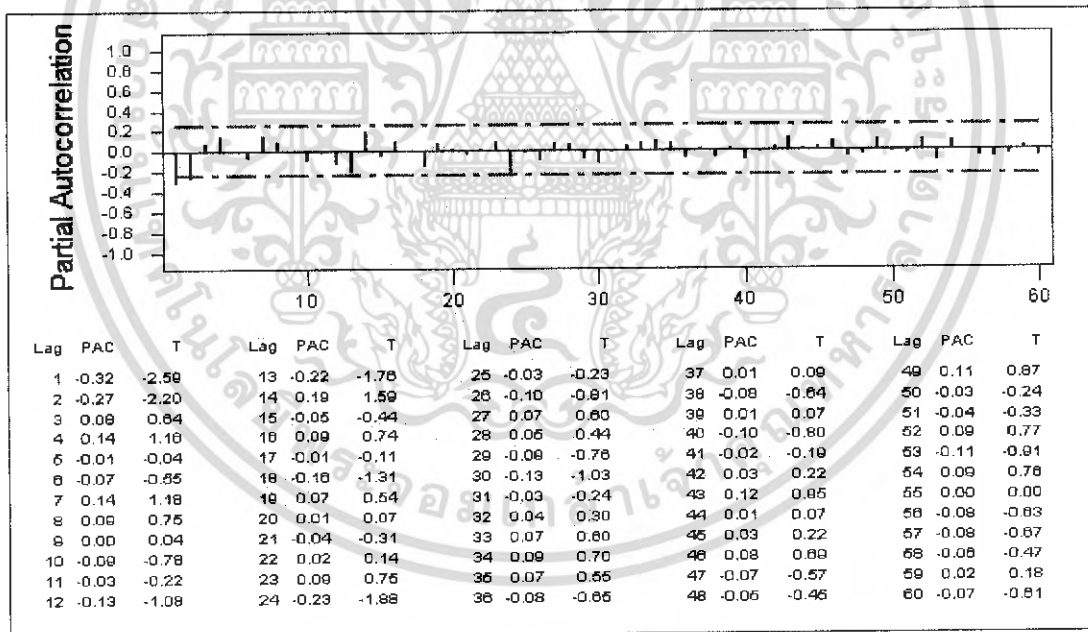 Partial Autocorrelation
1.0
0.8
0.6
0.4
0.2
0.0
-0.2
-0.4
-0.6
-0.8
-1.0
10 20 30 40 50 60
Lag PAC T Lag PAC T Lag PAC T Lag PAC T Lag PAC T
1 -0.32 -2.59 13 -0.22 -1.76 25 -0.03 -0.23 37 0.01 0.09 49 0.11 0.87
2 -0.27 -2.20 14 0.19 1.59 26 -0.10 -0.81 38 -0.08 -0.64 50 -0.03 -0.24
3 0.08 0.64 15 -0.05 -0.44 27 0.07 0.60 39 0.01 0.07 51 -0.04 -0.33
4 0.14 1.16 16 0.09 0.74 28 0.05 0.44 40 -0.10 -0.80 52 0.09 0.77
5 -0.01 -0.04 17 -0.01 -0.11 29 -0.09 -0.76 41 -0.02 -0.19 53 -0.11 -0.91
6 -0.07 -0.55 18 -0.16 -1.31 30 -0.13 -1.03 42 0.03 0.22 54 0.09 0.76
7 0.14 1.18 19 0.07 0.54 31 -0.03 -0.24 43 0.12 0.95 55 0.00 0.00
8 0.09 0.75 20 0.01 0.07 32 0.04 0.30 44 0.01 0.07 56 -0.08 -0.63
9 0.00 0.04 21 -0.04 -0.31 33 0.07 0.60 45 0.03 0.22 57 -0.08 -0.67
10 -0.09 -0.78 22 0.02 0.14 34 0.09 0.70 46 0.08 0.69 58 -0.06 -0.47
11 -0.03 -0.22 23 0.09 0.75 35 0.07 0.55 47 -0.07 -0.57 59 0.02 0.18
12 -0.13 -1.08 24 -0.23 -1.88 36 -0.08 -0.65 48 -0.05 -0.45 60 -0.07 -0.61